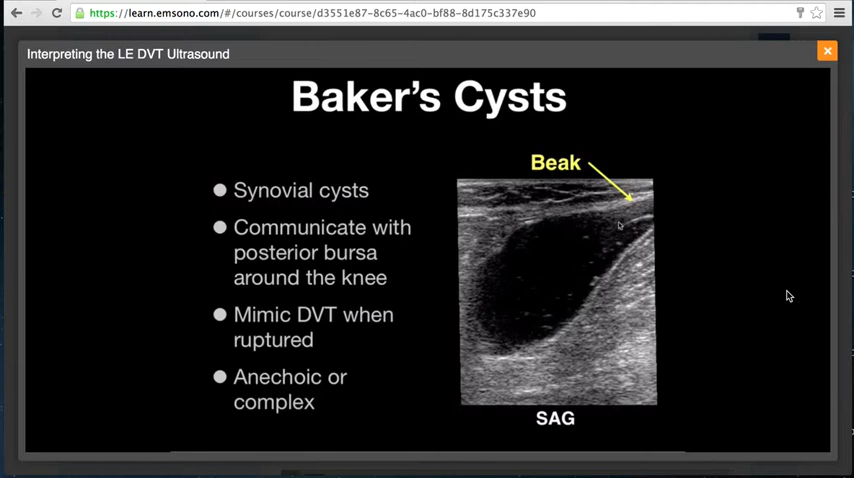 https://learn.emsono.com/#/courses/course/d3551e87-8c65-4ac0-bf88-8d175c337e90
Interpreting the LE DVT Ultrasound
Baker's Cysts
Synovial cysts
Communicate with
posterior bursa
around the knee
Mimic DVT when
ruptured
Anechoic or
complex
Beak
SAG